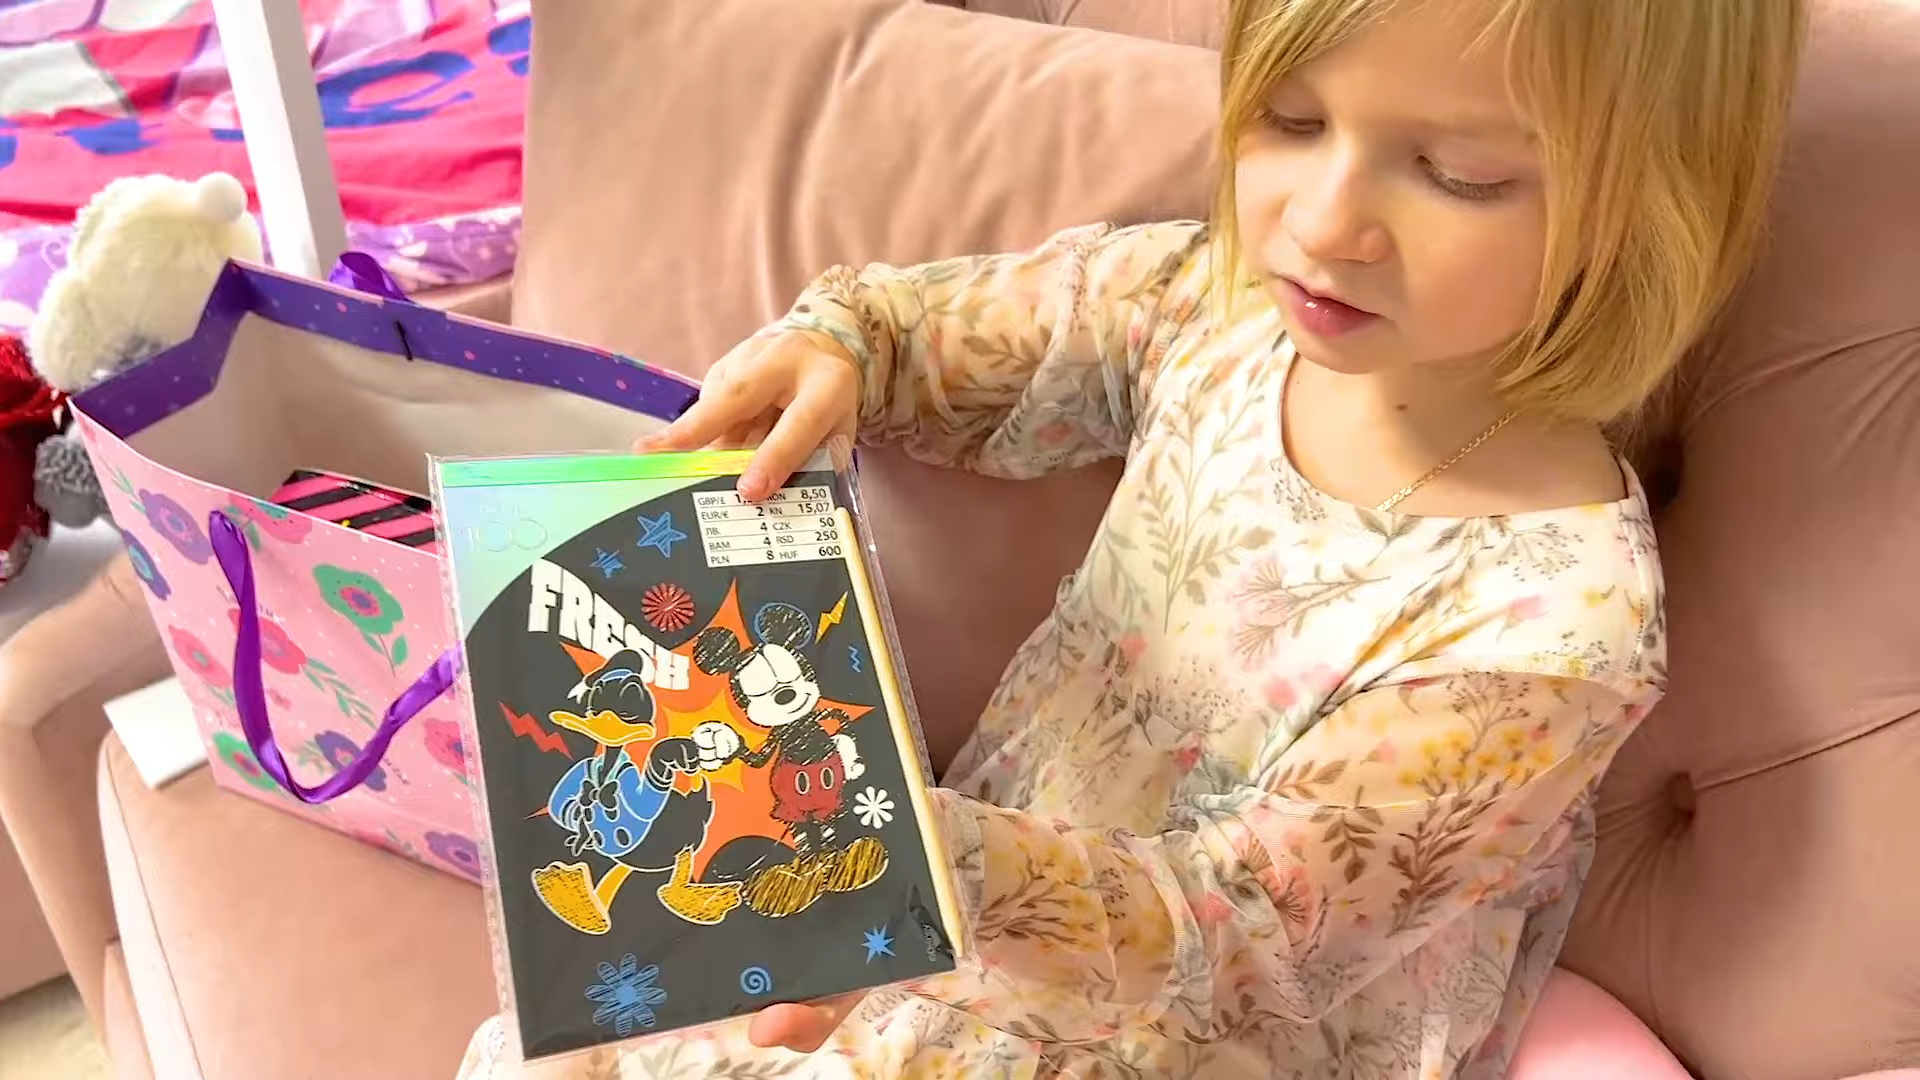 100
GBP/£ RON 8,50
EUR/€ 2 KN 15,07
ЛВ. 4 CZK 50
BAM 4 RSD 250
PLN 8 HUF 600
FRESH
©Disney